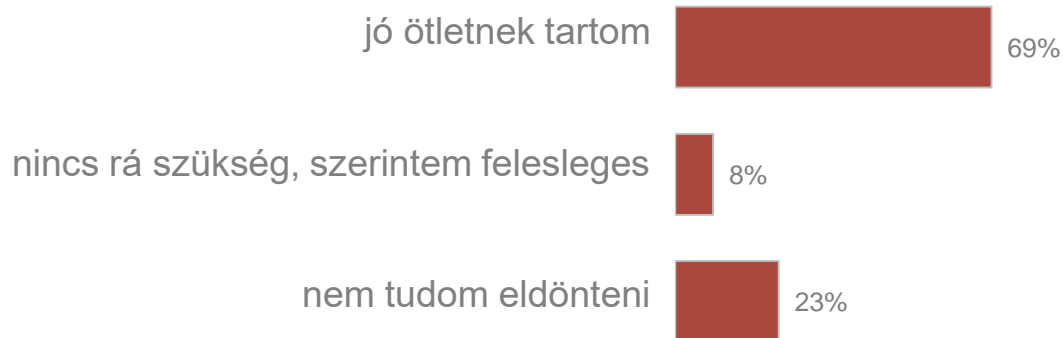 jó ötletnek tartom
69%
nincs rá szükség, szerintem felesleges
8%
nem tudom eldönteni
23%